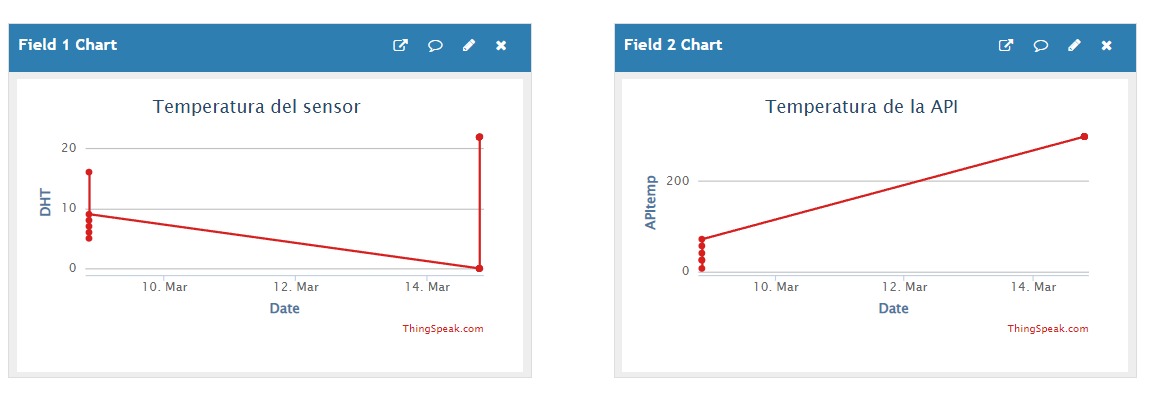 Field 1 Chart
Temperatura del sensor
DHT
20
10
0
10. Mar
12. Mar
14. Mar
Date
ThingSpeak.com
Field 2 Chart
Temperatura de la API
APItemp
200
0
10. Mar
12. Mar
14. Mar
Date
ThingSpeak.com